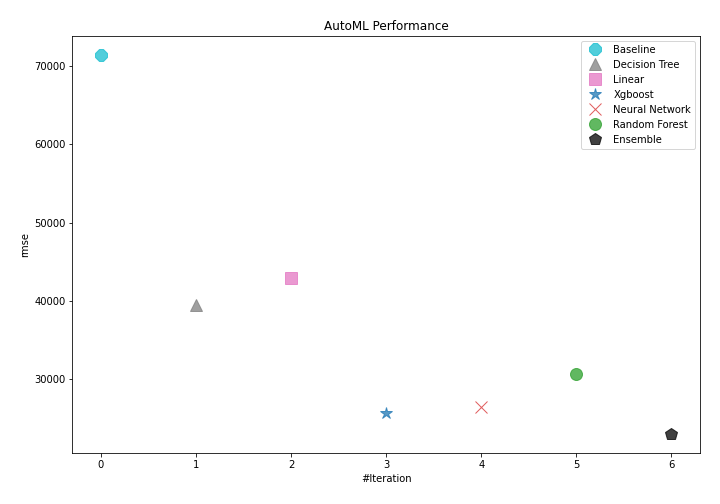 AutoML Performance
70000
60000
50000
40000
30000
rmse
0 1 2 3 4 5 6
#Iteration
Baseline
Decision Tree
Linear
Xgboost
Neural Network
Random Forest
Ensemble